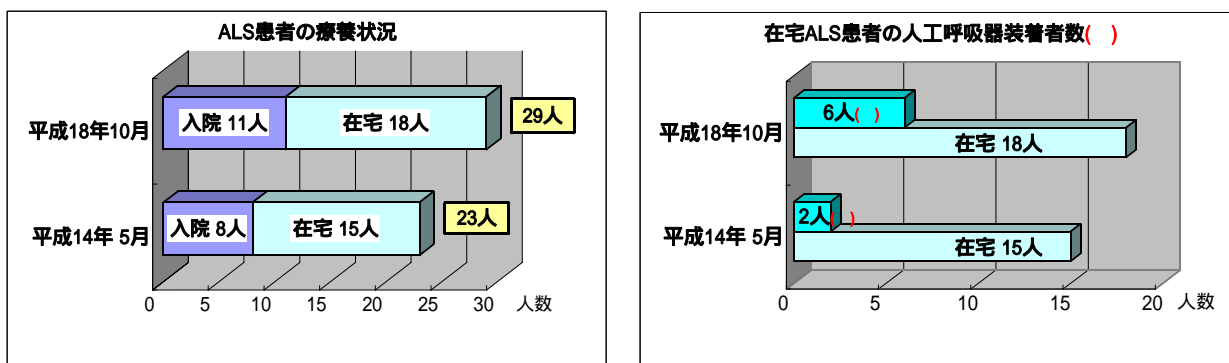 ALS患者の療養状況
平成18年10月
入院 11人
在宅 18人
29人
平成14年 5月
入院 8人
在宅 15人
23人
0 5 10 15 20 25 30 人数
在宅ALS患者の人工呼吸器装着者数( )
平成18年10月
6人( )
在宅 18人
平成14年 5月
2人( )
在宅 15人
0 5 10 15 20 人数